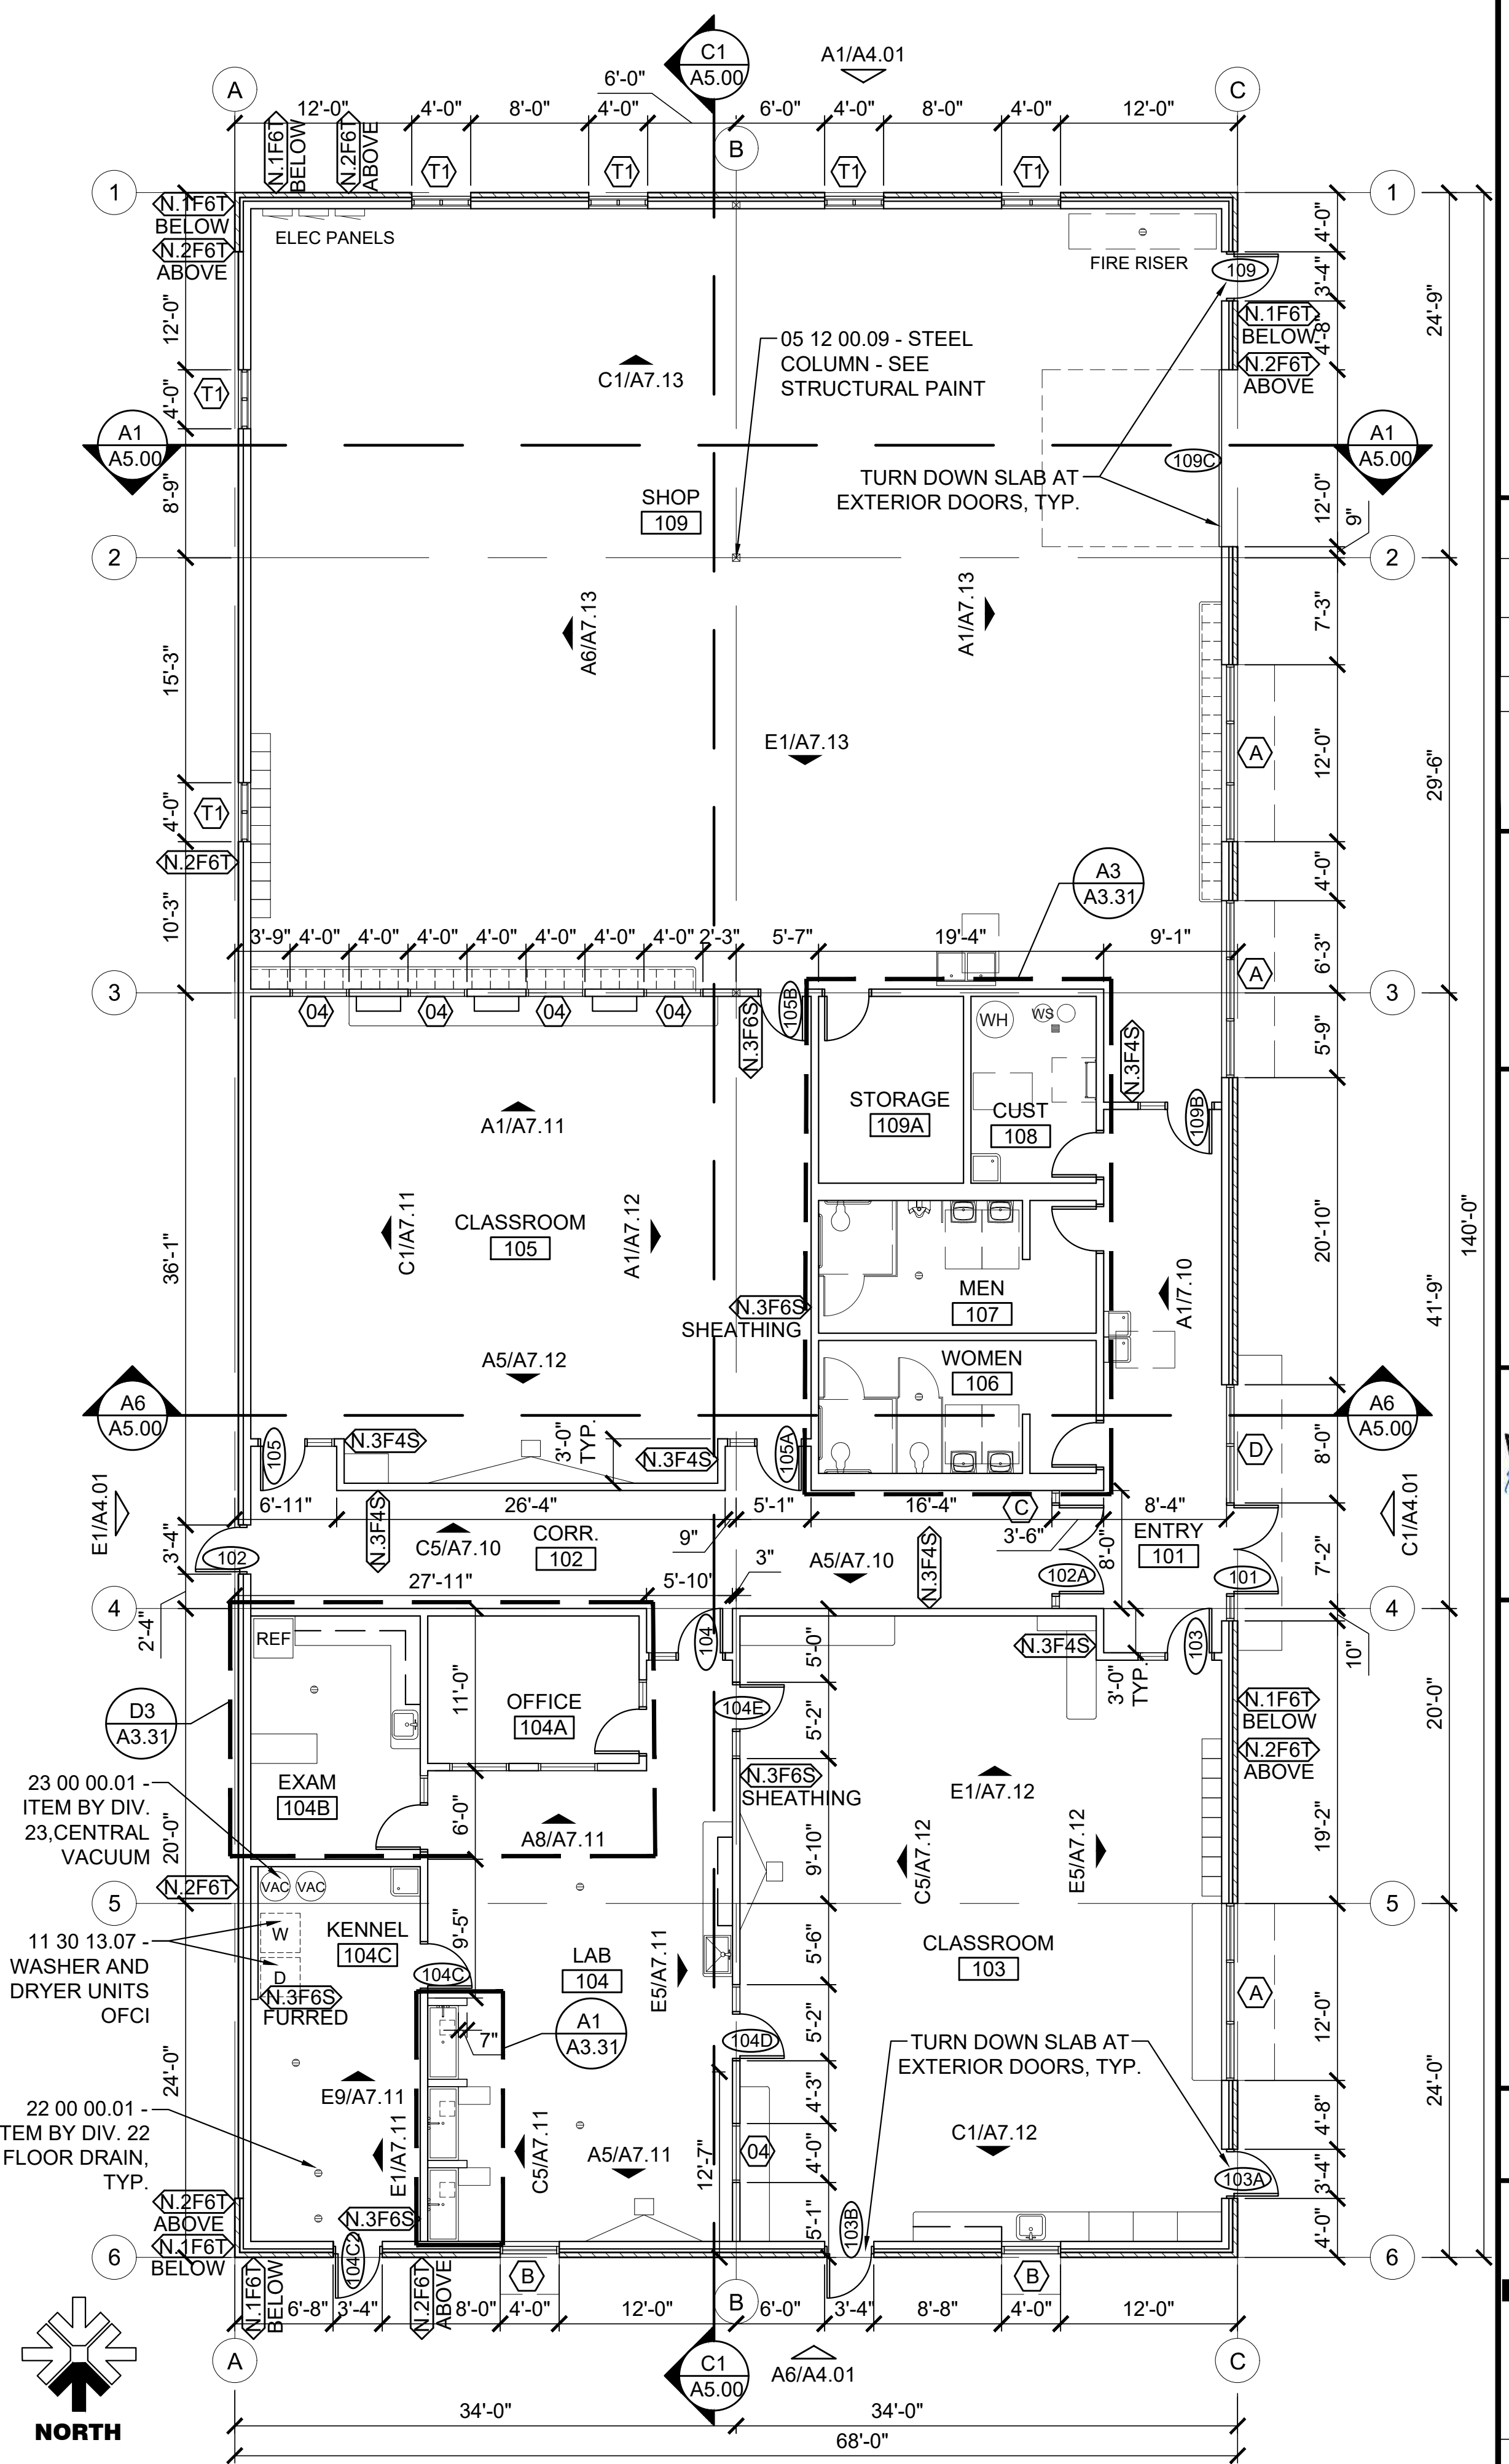 C1
A5.00
A1/A4.01
A
C
6'-0"
12'-0"
4'-0"
8'-0"
4'-0"
6'-0"
4'-0"
8'-0"
4'-0"
12'-0"
B
N.1F6T
BELOW
N.2F6T
ABOVE
T1
T1
T1
T1
1
1
N.1F6T
BELOW
N.2F6T
ABOVE
ELEC PANELS
FIRE RISER
109
4'-0"
3'-4"
4'-8"
24'-9"
N.1F6T
BELOW
N.2F6T
ABOVE
12'-0"
05 12 00.09 - STEEL
COLUMN - SEE
STRUCTURAL PAINT
C1/A7.13
T1
4'-0"
A1
A5.00
A1
A5.00
109C
TURN DOWN SLAB AT
EXTERIOR DOORS, TYP.
8'-9"
12'-0"
9"
SHOP
109
2
2
A6/A7.13
A1/A7.13
7'-3"
15'-3"
E1/A7.13
A
12'-0"
29'-6"
T1
4'-0"
N.2F6T
A3
A3.31
4'-0"
10'-3"
3'-9"
4'-0"
4'-0"
4'-0"
4'-0"
4'-0"
4'-0"
4'-0"
2'-3"
5'-7"
19'-4"
9'-1"
6'-3"
A
3
3
04
04
04
04
N.3F6S
105B
WH
WS
N.3F4S
5'-9"
STORAGE
109A
CUST
108
109B
A1/A7.11
C1/A7.11
A1/A7.12
CLASSROOM
105
36'-1"
20'-10"
140'-0"
41'-9"
MEN
107
A1/7.10
N.3F6S
SHEATHING
A5/A7.12
WOMEN
106
A6
A5.00
A6
A5.00
105
N.3F4S
3'-0"
TYP.
N.3F4S
105A
D
8'-0"
E1/A4.01
C1/A4.01
6'-11"
26'-4"
5'-1"
16'-4"
C
8'-4"
N.3F4S
C5/A7.10
CORR.
102
9"
3'-6"
8'-0"
ENTRY
101
7'-2"
3'-4"
102
3"
A5/A7.10
N.3F4S
102A
101
27'-11"
5'-10"
4
4
2'-4"
REF
104
5'-0"
N.3F4S
103
3'-0"
TYP.
10"
D3
A3.31
11'-0"
OFFICE
104A
104E
5'-2"
N.1F6T
BELOW
N.2F6T
ABOVE
20'-0"
EXAM
104B
23 00 00.01 -
ITEM BY DIV.
23,CENTRAL
VACUUM
20'-0"
6'-0"
A8/A7.11
N.3F6S
SHEATHING
E1/A7.12
9'-10"
C5/A7.12
E5/A7.12
19'-2"
N.2F6T
VAC
VAC
5
5
W
D
KENNEL
104C
9'-5"
LAB
104
E5/A7.11
5'-6"
CLASSROOM
103
11 30 13.07 -
WASHER AND
DRYER UNITS
OFCI
N.3F6S
FURRED
104C
7"
A1
A3.31
104D
5'-2"
A
12'-0"
TURN DOWN SLAB AT
EXTERIOR DOORS, TYP.
24'-0"
24'-0"
E9/A7.11
E1/A7.11
C5/A7.11
A5/A7.11
4'-3"
C1/A7.12
4'-8"
22 00 00.01 -
TEM BY DIV. 22
FLOOR DRAIN,
TYP.
12'-7"
04
4'-0"
103A
3'-4"
N.2F6T
ABOVE
N.1F6T
BELOW
N.3F6S
104C2
5'-1"
103B
4'-0"
6
6
N.1F6T
BELOW
N.2F6T
ABOVE
B
B
6'-8"
3'-4"
8'-0"
4'-0"
12'-0"
B
6'-0"
3'-4"
8'-8"
4'-0"
12'-0"
A
C1
A5.00
A6/A4.01
C
NORTH
34'-0"
34'-0"
68'-0"